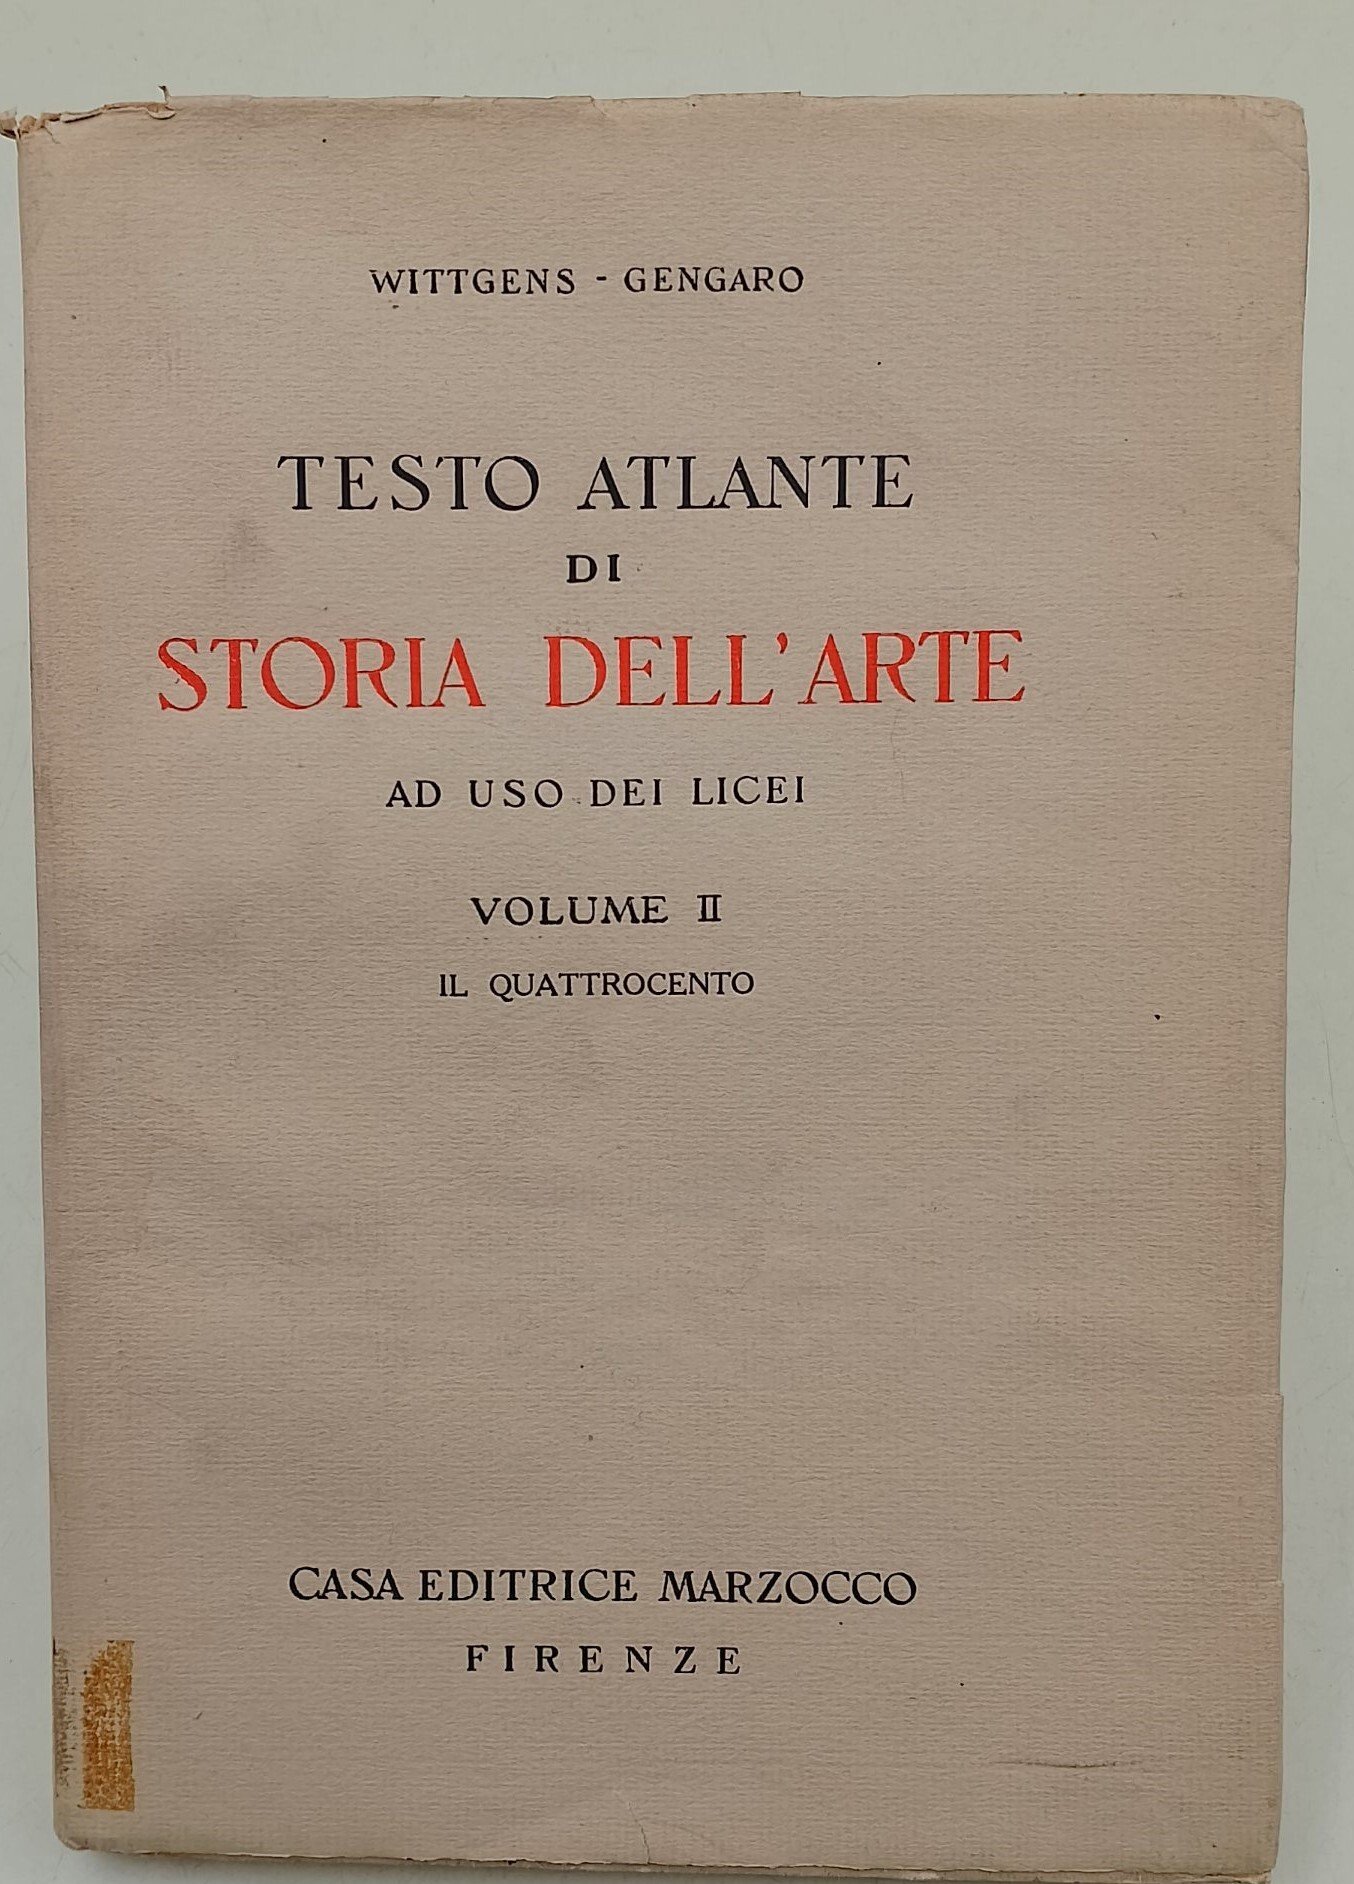 WITTGENS - GENGARO
TESTO ATLANTE
DI
STORIA DELL'ARTE
AD USO DEI LICEI
VOLUME II
IL QUATTROCENTO
CASA EDITRICE MARZOCCO
FIRENZE